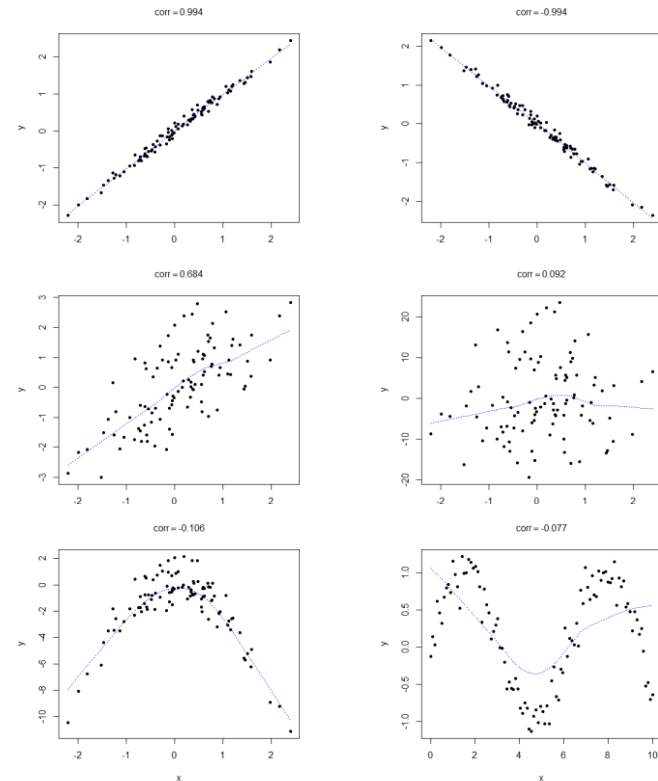 corr = 0.994
corr = -0.994
y
2
1
0
-1
-2
-2 -1 0 1 2
y
2
1
0
-1
-2
-2 -1 0 1 2
corr = 0.684
corr = 0.092
y
3
2
1
0
-1
-2
-3
-2 -1 0 1 2
y
20
10
0
-10
-20
-2 -1 0 1 2
corr = -0.106
corr = -0.077
y
2
0
-2
-4
-6
-8
-10
-2 -1 0 1 2
x
y
1.0
0.5
0.0
-0.5
-1.0
0 2 4 6 8 10
x